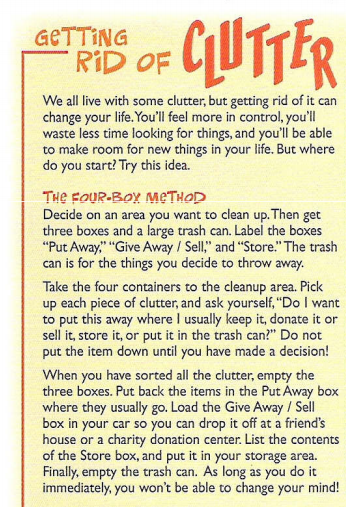 GETTING
RID OF CLUTTER
We all live with some clutter, but getting rid of it can
change your life. You'll feel more in control, you'll
waste less time looking for things, and you'll be able
to make room for new things in your life. But where
do you start? Try this idea.
THE FOUR-BOX METHOD
Decide on an area you want to clean up. Then get
three boxes and a large trash can. Label the boxes
"Put Away," "Give Away / Sell," and "Store." The trash
can is for the things you decide to throw away.
Take the four containers to the cleanup area. Pick
up each piece of clutter, and ask yourself, "Do I want
to put this away where I usually keep it, donate it or
sell it, store it, or put it in the trash can?" Do not
put the item down until you have made a decision!
When you have sorted all the clutter, empty the
three boxes. Put back the items in the Put Away box
where they usually go. Load the Give Away / Sell
box in your car so you can drop it off at a friend's
house or a charity donation center. List the contents
of the Store box, and put it in your storage area.
Finally, empty the trash can. As long as you do it
immediately, you won't be able to change your mind!